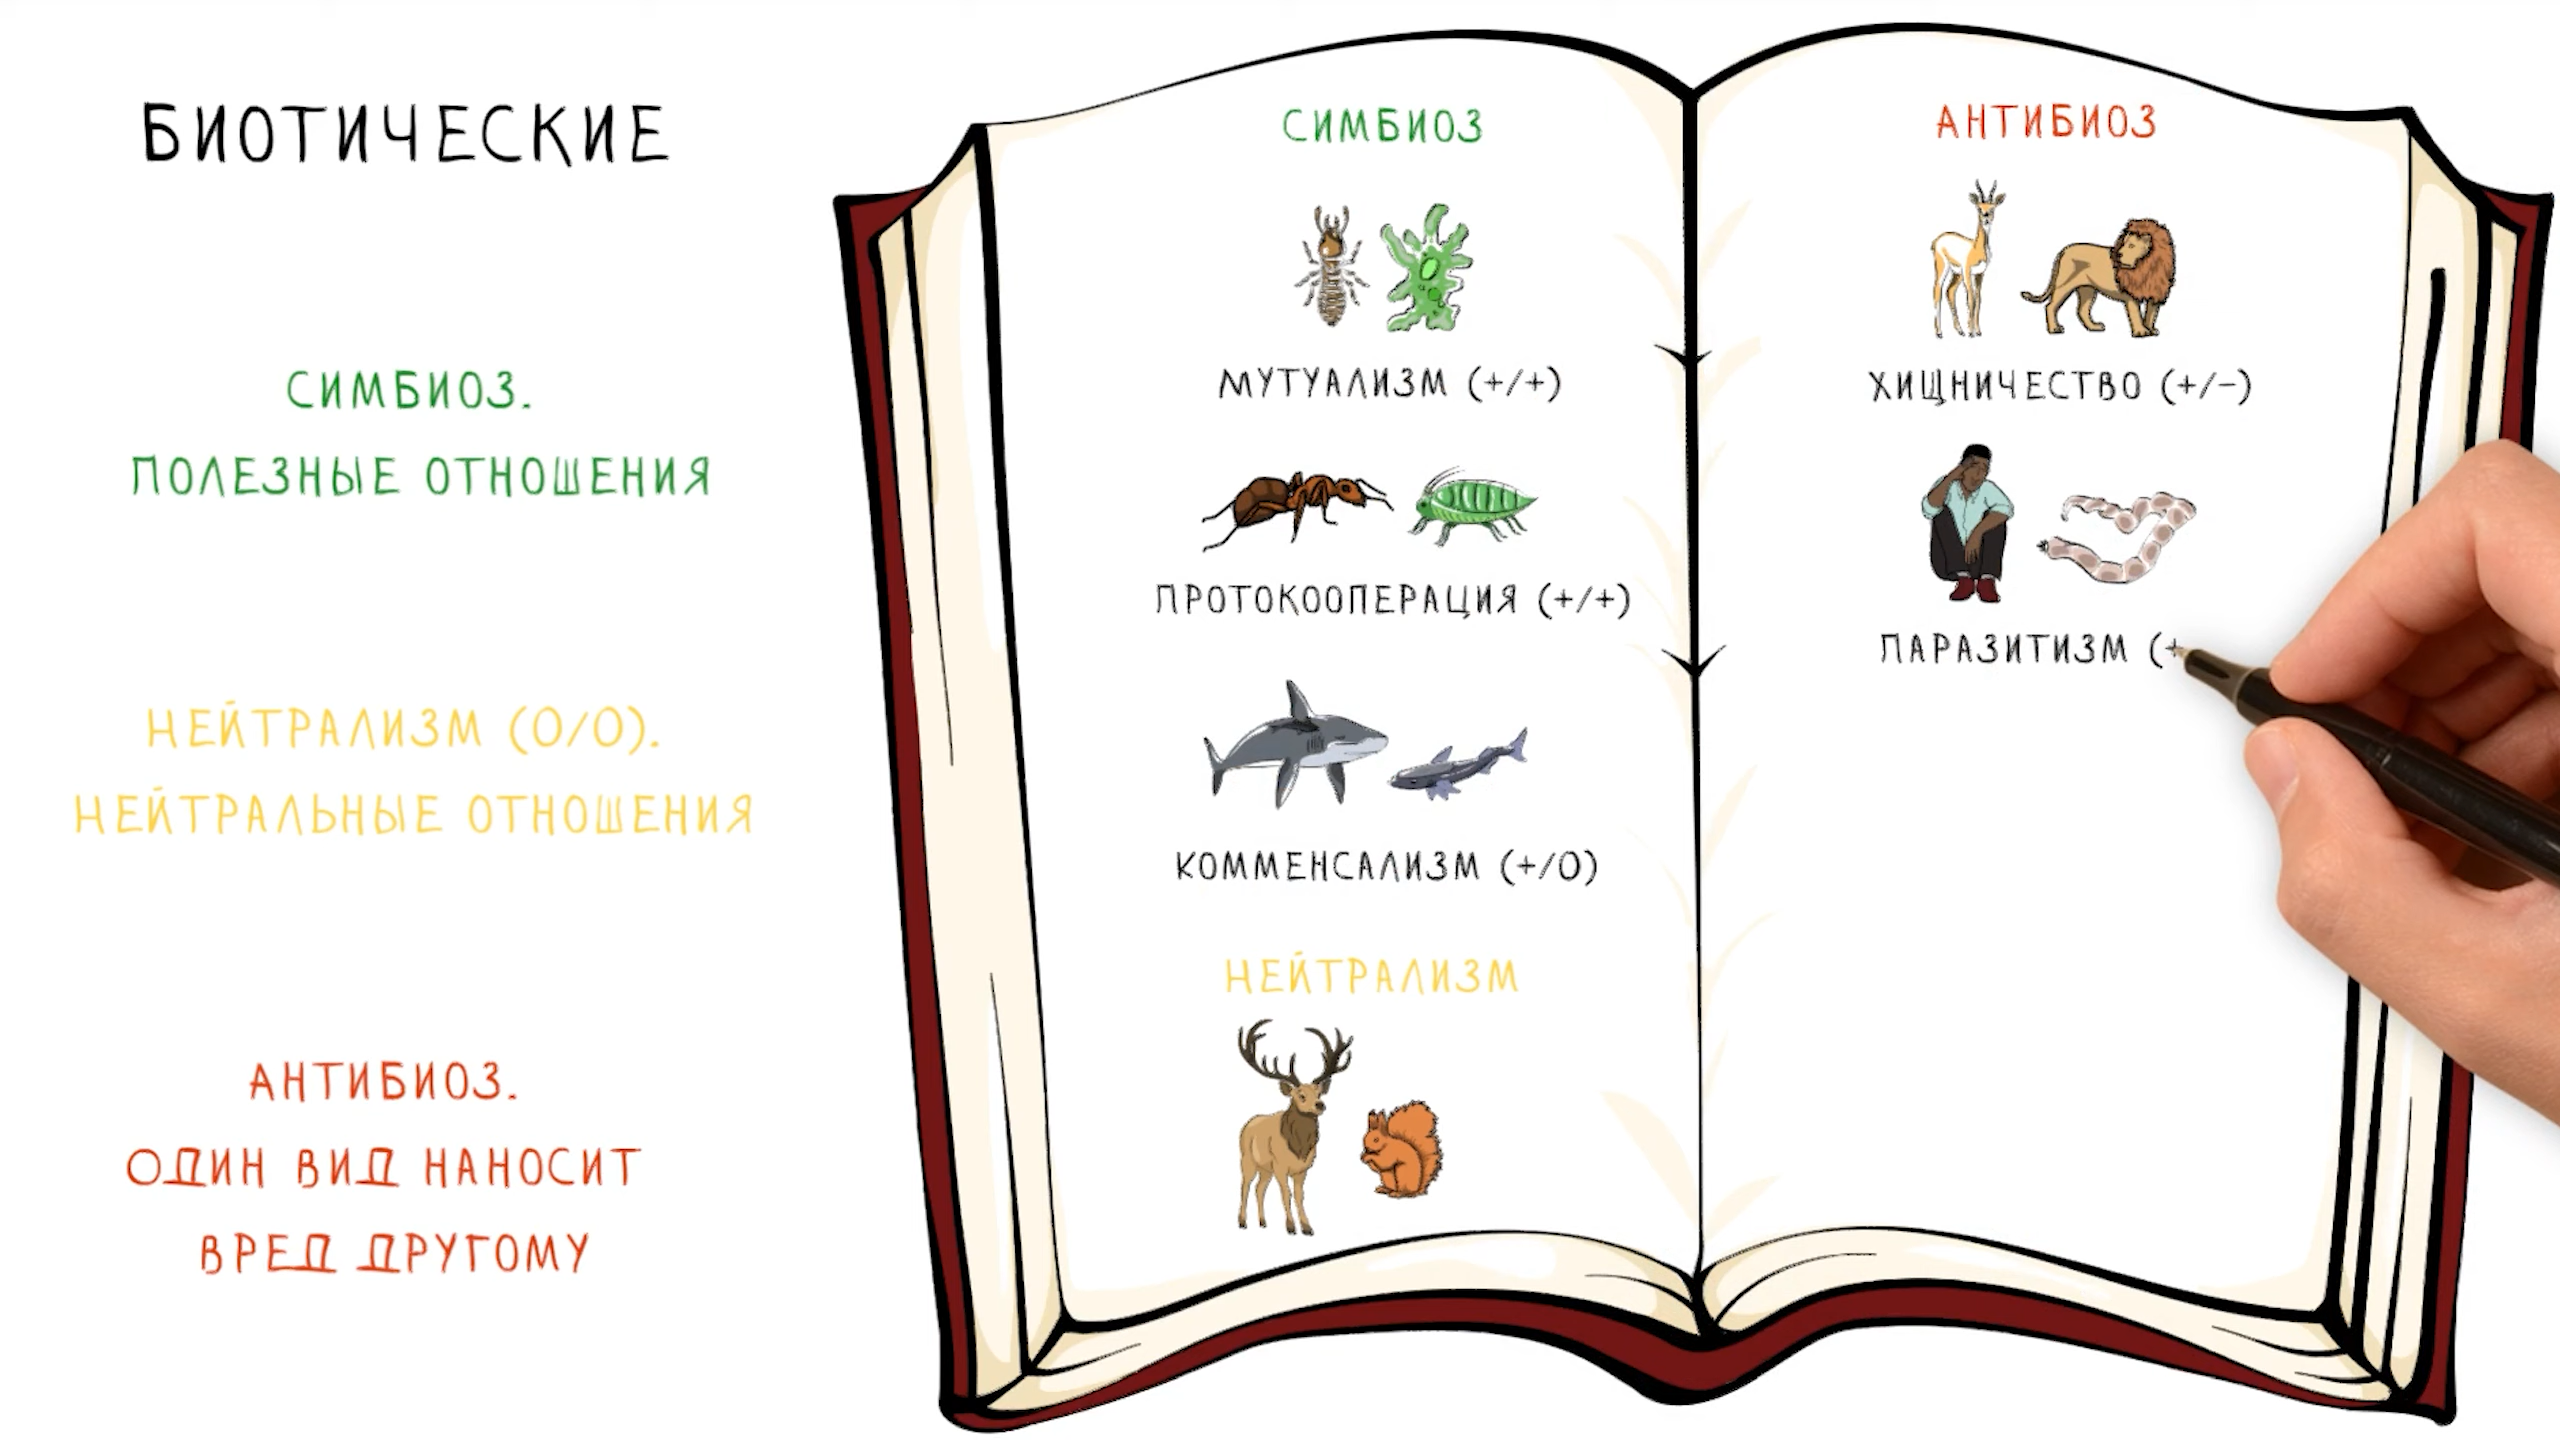 БИОТИЧЕСКИЕ
СИМБИОЗ.
ПОЛЕЗНЫЕ ОТНОШЕНИЯ
НЕЙТРАЛИЗМ (0/0).
НЕЙТРАЛЬНЫЕ ОТНОШЕНИЯ
АНТИБИОЗ.
ОДИН ВИД НАНОСИТ
ВРЕД ДРУГОМУ
СИМБИОЗ
МУТУАЛИЗМ (+/+)
ПРОТОКООПЕРАЦИЯ (+/+)
КОММЕНСАЛИЗМ (+/0)
НЕЙТРАЛИЗМ
АНТИБИОЗ
ХИЩНИЧЕСТВО (+/-)
ПАРАЗИТИЗМ (+